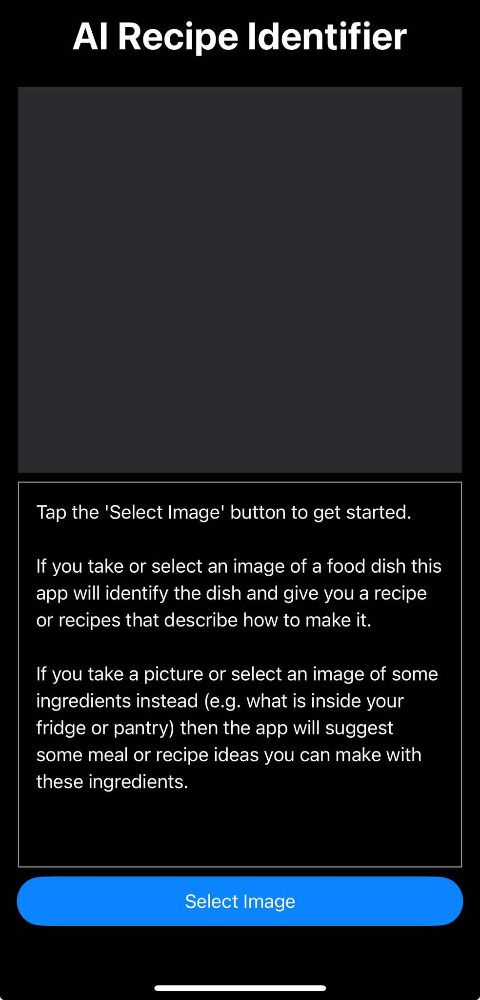 AI Recipe Identifier
Tap the 'Select Image' button to get started.
If you take or select an image of a food dish this
app will identify the dish and give you a recipe
or recipes that describe how to make it.
If you take a picture or select an image of some
ingredients instead (e.g. what is inside your
fridge or pantry) then the app will suggest
some meal or recipe ideas you can make with
these ingredients.
Select Image